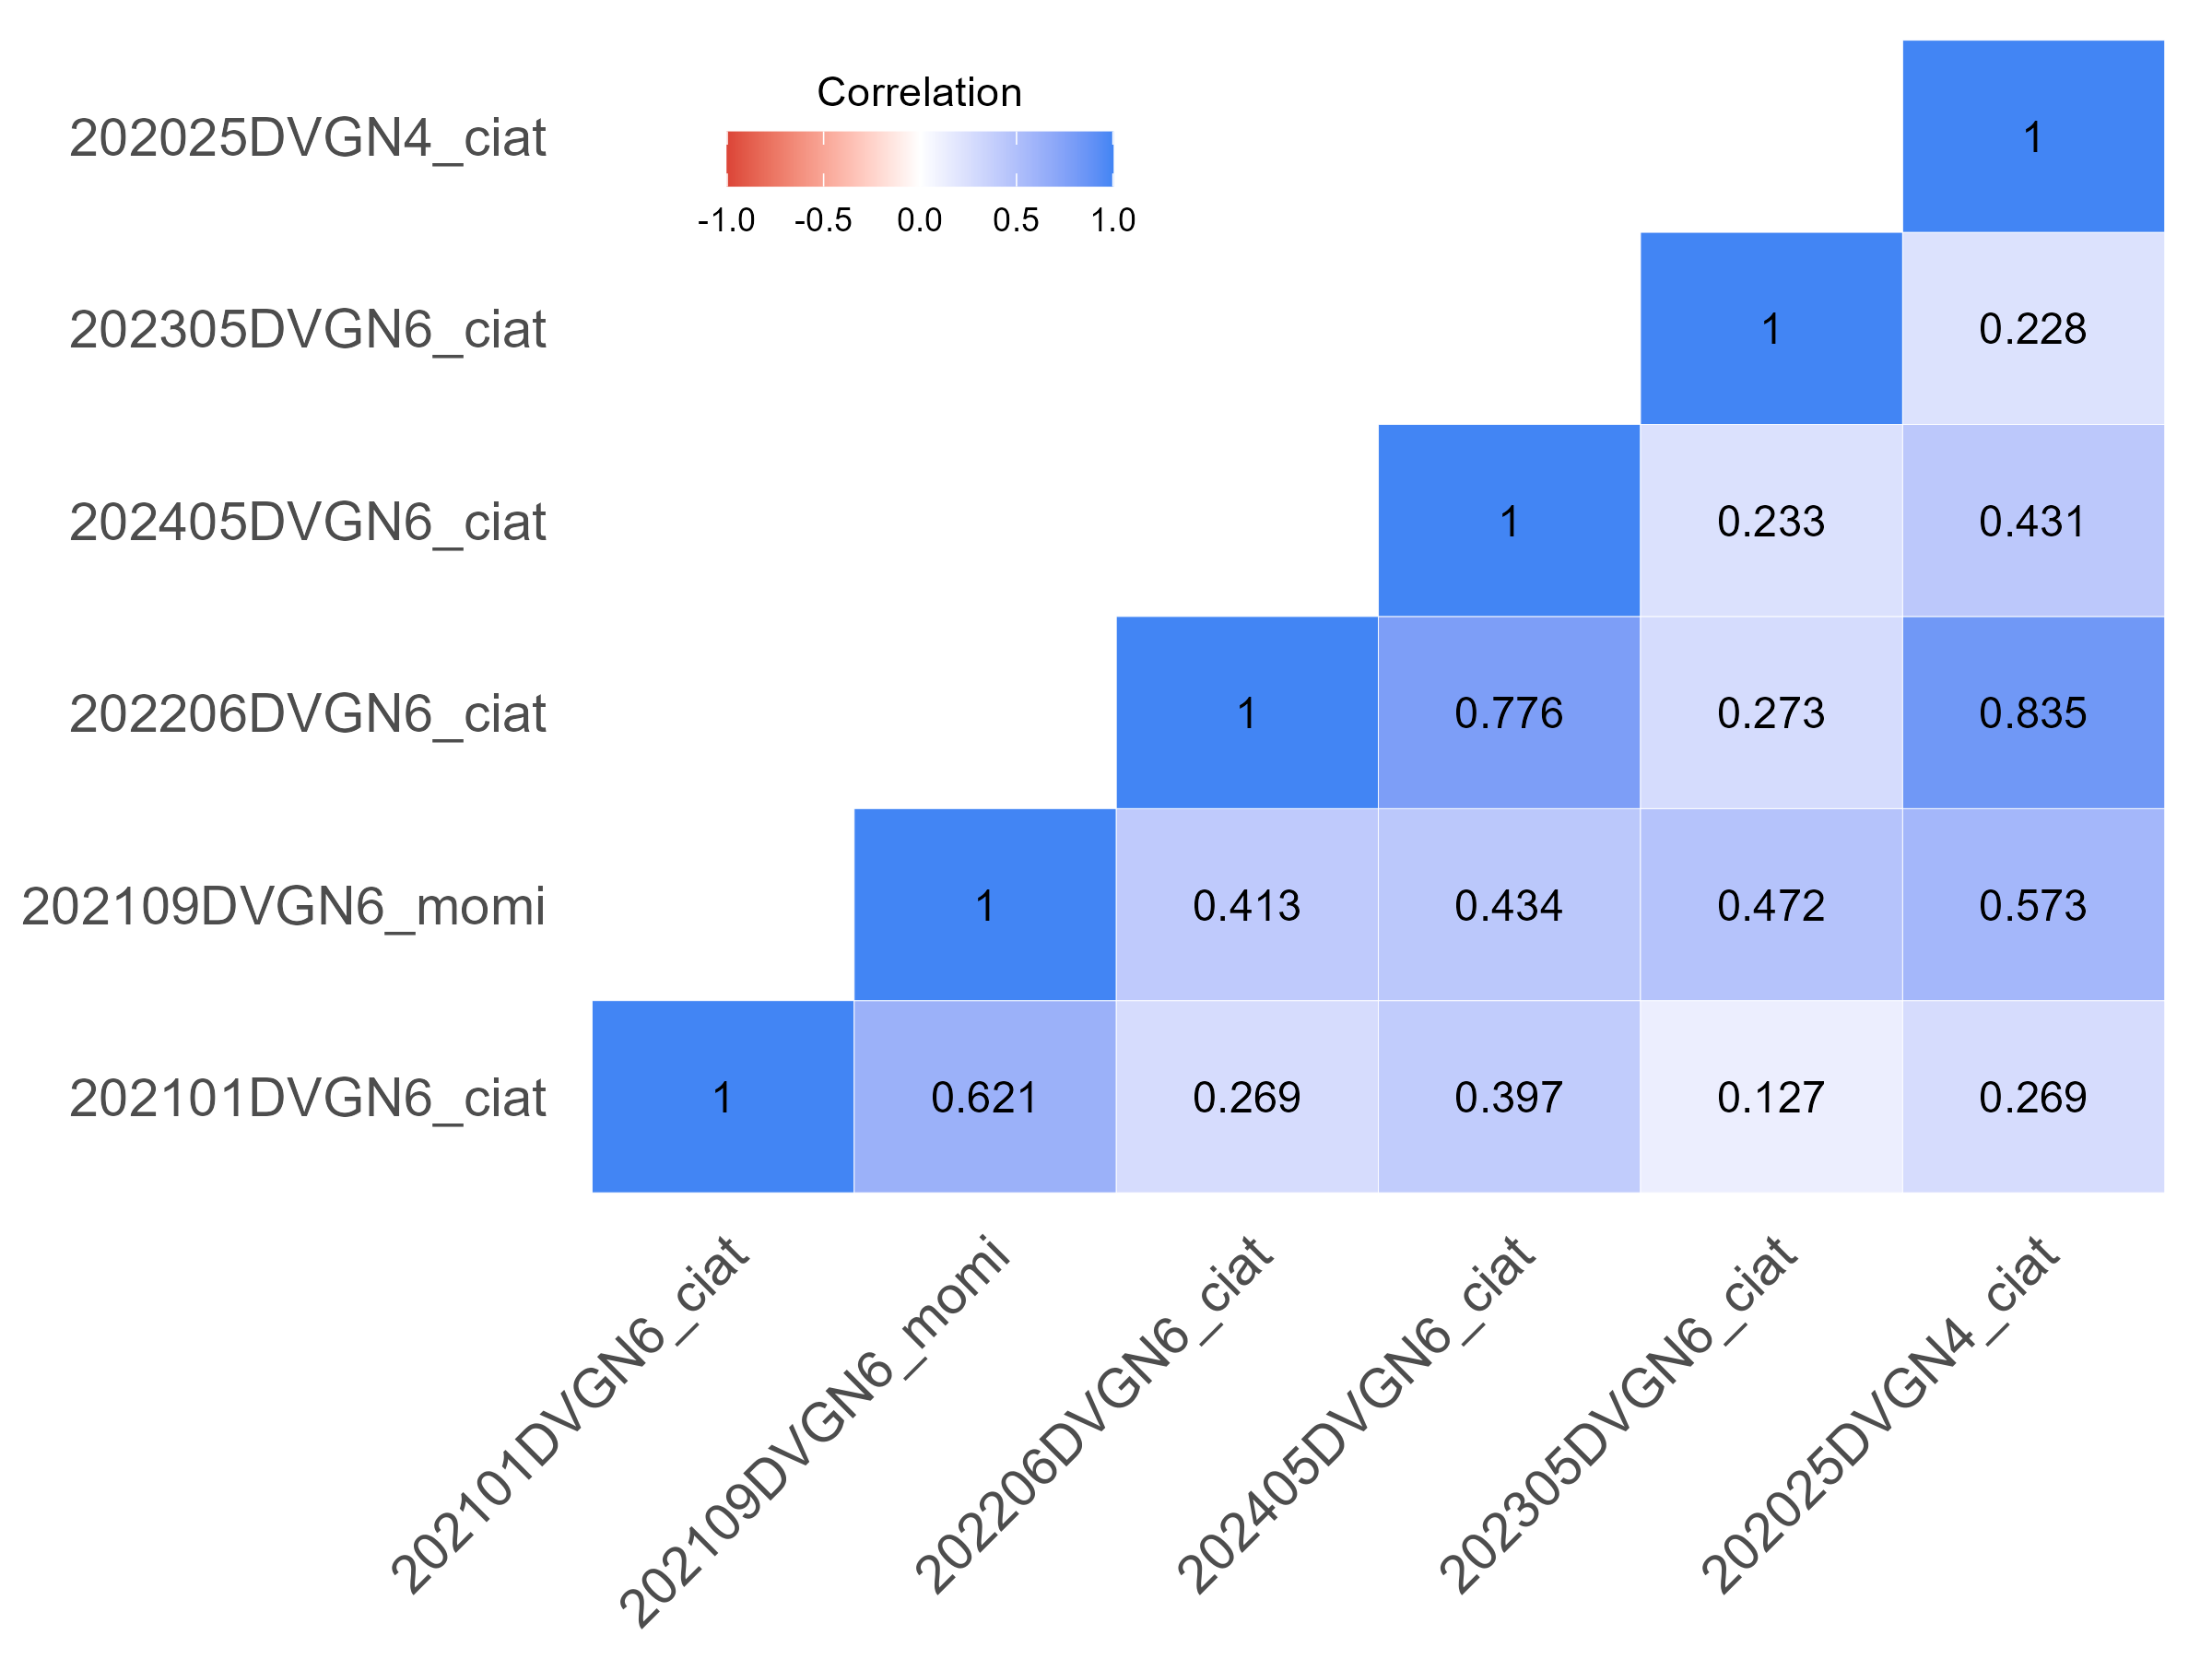 Correlation
-1.0 -0.5 0.0 0.5 1.0
202025DVGN4_ciat 1
202305DVGN6_ciat 1 0.228
202405DVGN6_ciat 1 0.233 0.431
202206DVGN6_ciat 1 0.776 0.273 0.835
202109DVGN6_momi 1 0.413 0.434 0.472 0.573
202101DVGN6_ciat 1 0.621 0.269 0.397 0.127 0.269
202101DVGN6_ciat
202109DVGN6_momi
202206DVGN6_ciat
202405DVGN6_ciat
202305DVGN6_ciat
202025DVGN4_ciat